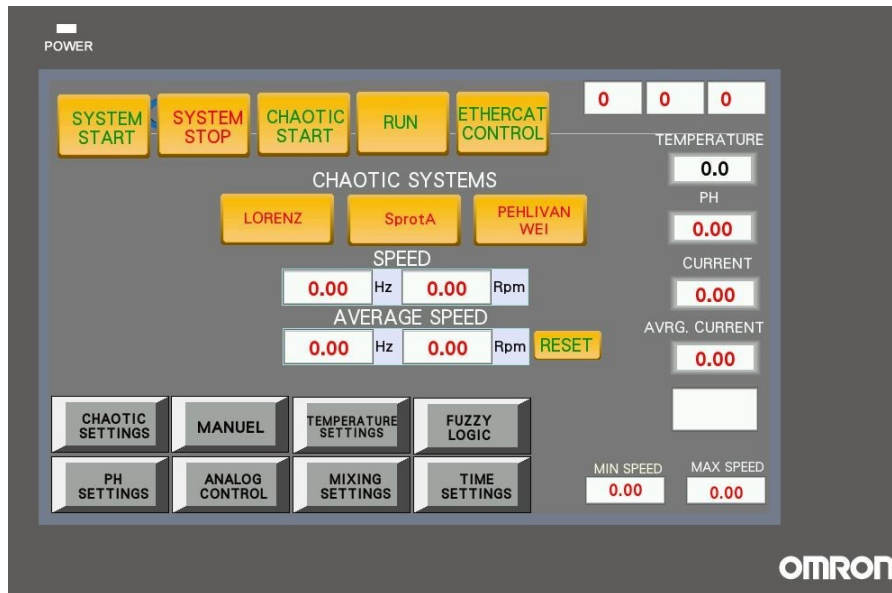 POWER
SYSTEM
START
SYSTEM
STOP
CHAOTIC
START
RUN
ETHERCAT
CONTROL
0 0 0
TEMPERATURE
0.0
CHAOTIC SYSTEMS
PH
LORENZ
SprotA
PEHLIVAN
WEI
0.00
SPEED
0.00 Hz 0.00 Rpm
CURRENT
0.00
AVERAGE SPEED
0.00 Hz 0.00 Rpm RESET
AVRG. CURRENT
0.00
CHAOTIC
SETTINGS
MANUEL
TEMPERATURE
SETTINGS
FUZZY
LOGIC
PH
SETTINGS
ANALOG
CONTROL
MIXING
SETTINGS
TIME
SETTINGS
MIN SPEED
0.00
MAX SPEED
0.00
OMRON